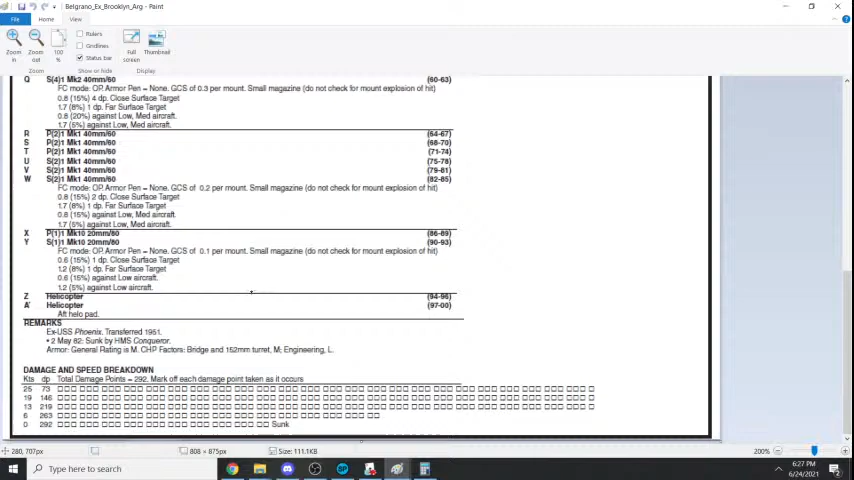 Belgrano_Ex_Brooklyn_Arg - Paint
File Home View
Zoom in Zoom out 100 % Rulers Gridlines Status bar Full screen Thumbnail
Zoom Show or hide Display
Q S(4)1 Mk2 40mm/60 (60-63)
FC mode: OP. Armor Pen = None. GCS of 0.3 per mount. Small magazine (do not check for mount explosion of hit)
0.8 (15%) 4 dp. Close Surface Target
1.7 (8%) 1 dp. Far Surface Target
0.8 (20%) against Low, Med aircraft.
1.7 (6%) against Low, Med aircraft.
R P(2)1 Mk1 40mm/60 (64-67)
S P(2)1 Mk1 40mm/60 (68-70)
T P(2)1 Mk1 40mm/60 (71-74)
U S(2)1 Mk1 40mm/60 (75-78)
V S(2)1 Mk1 40mm/60 (79-81)
W S(2)1 Mk1 40mm/60 (82-85)
FC mode: OP. Armor Pen = None. GCS of 0.2 per mount. Small magazine (do not check for mount explosion of hit)
0.8 (15%) 2 dp. Close Surface Target
1.7 (8%) 1 dp. Far Surface Target
0.8 (15%) against Low, Med aircraft.
1.7 (5%) against Low, Med aircraft.
X P(1)1 Mk10 20mm/80 (86-89)
Y S(1)1 Mk10 20mm/80 (90-93)
FC mode: OP. Armor Pen = None. GCS of 0.1 per mount. Small magazine (do not check for mount explosion of hit)
0.6 (15%) 1 dp. Close Surface Target
1.2 (8%) 1 dp. Far Surface Target
0.6 (15%) against Low aircraft.
1.2 (5%) against Low aircraft.
Z Helicopter (94-96)
A' Helicopter (97-00)
Aft helo pad.
REMARKS
Ex-USS Phoenix. Transferred 1951.
• 2 May 82: Sunk by HMS Conqueror.
Armor: General Rating is M. CHP Factors: Bridge and 152mm turret, M; Engineering, L.
DAMAGE AND SPEED BREAKDOWN
Kts dp Total Damage Points = 292. Mark off each damage point taken as it occurs
25 73
19 146
13 219
6 263
0 292 Sunk
280, 707px 808 × 875px Size: 111.1KB 200%
Type here to search 6:27 PM
6/24/2021